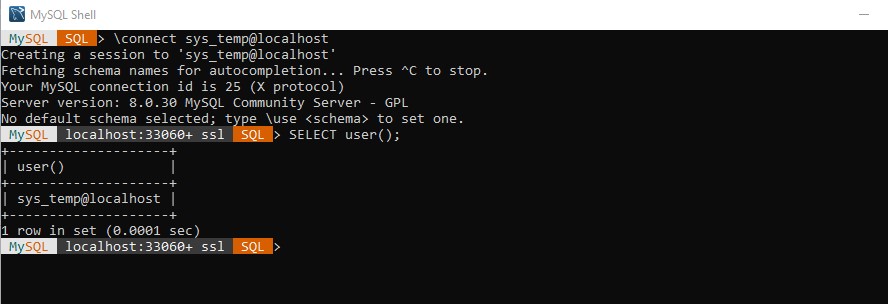 MySQL Shell
MySQL SQL > \connect sys_temp@localhost
Creating a session to 'sys_temp@localhost'
Fetching schema names for autocompletion... Press ^C to stop.
Your MySQL connection id is 25 (X protocol)
Server version: 8.0.30 MySQL Community Server - GPL
No default schema selected; type \use <schema> to set one.
MySQL localhost:33060+ ssl SQL > SELECT user();
+--------------------+
| user()             |
+--------------------+
| sys_temp@localhost |
+--------------------+
1 row in set (0.0001 sec)
MySQL localhost:33060+ ssl SQL >